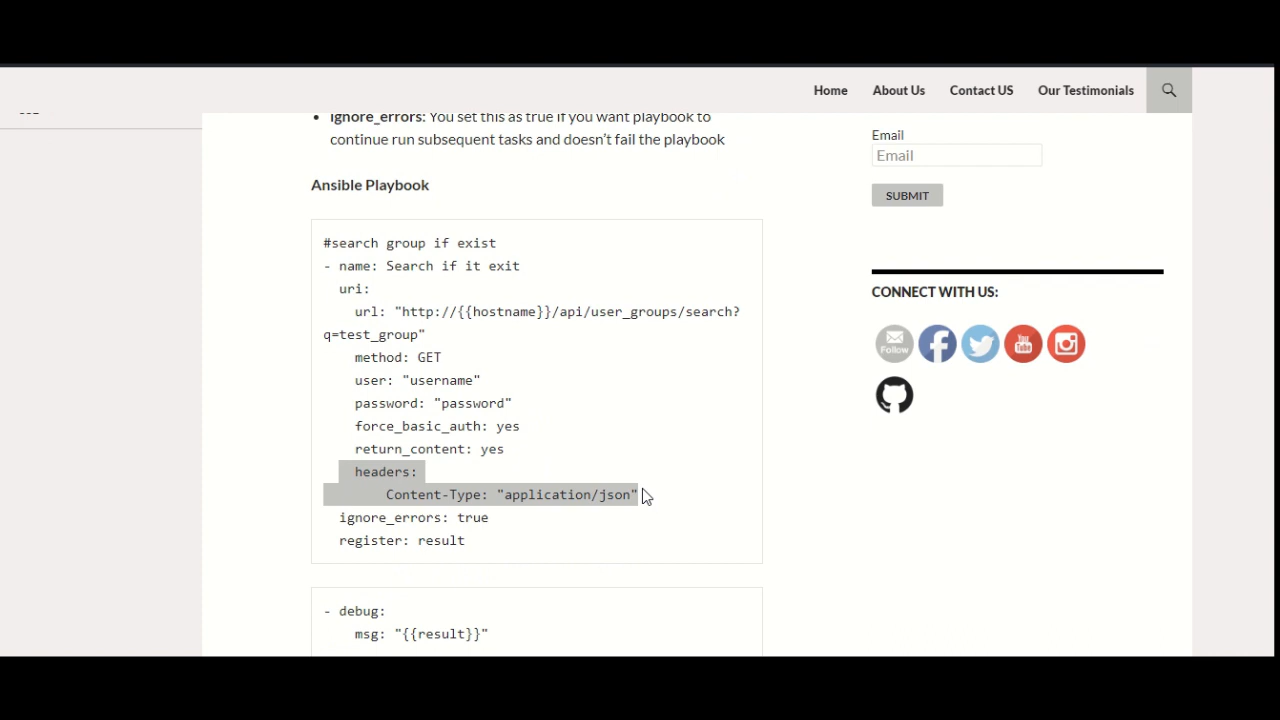 Home About Us Contact US Our Testimonials
ignore_errors: You set this as true if you want playbook to
continue run subsequent tasks and doesn’t fail the playbook
Ansible Playbook
#search group if exist
- name: Search if it exit
uri:
url: "http://{{hostname}}/api/user_groups/search?
q=test_group"
method: GET
user: "username"
password: "password"
force_basic_auth: yes
return_content: yes
headers:
Content-Type: "application/json"
ignore_errors: true
register: result
- debug:
msg: "{{result}}"
Email
Email
SUBMIT
CONNECT WITH US:
Follow
You
Tube